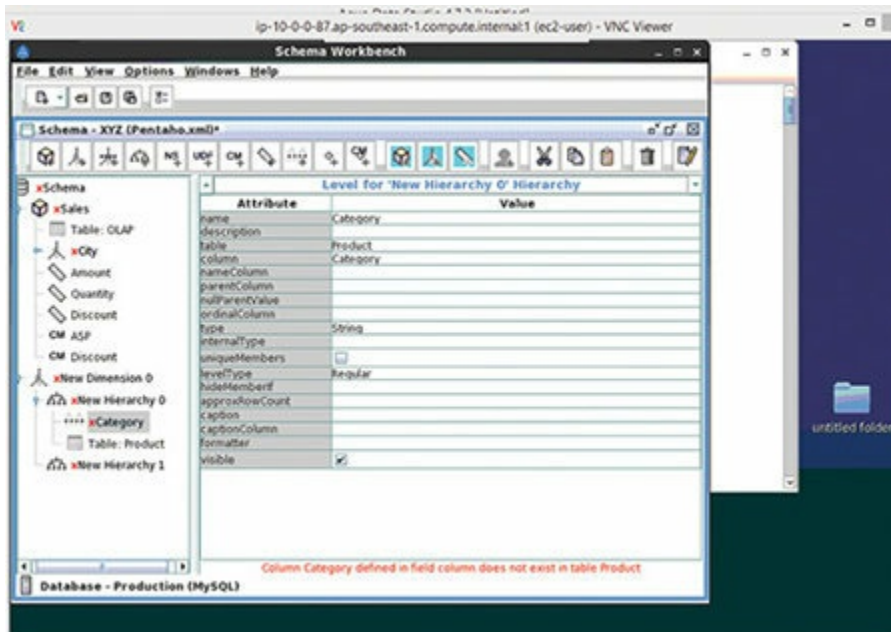 ip-10-0-0-87.ap-southeast-1.compute.internal:1 (ec2-user) - VNC Viewer
Schema Workbench
File Edit View Options Windows Help
Schema - XYZ (Pentaho.xml)*
NS UDF CM
xSchema
xSales
Table: OLAP
xCity
Amount
Quantity
Discount
CM ASP
CM Discount
xNew Dimension 0
xNew Hierarchy 0
xCategory
Table: Product
xNew Hierarchy 1
Level for 'New Hierarchy 0' Hierarchy
Attribute Value
name Category
description
table Product
column Category
nameColumn
parentColumn
nullParentValue
ordinalColumn
type String
internalType
uniqueMembers
levelType Regular
hideMemberIf
approxRowCount
caption
captionColumn
formatter
visible
Column Category defined in field column does not exist in table Product
Database - Production (MySQL)
untitled folder